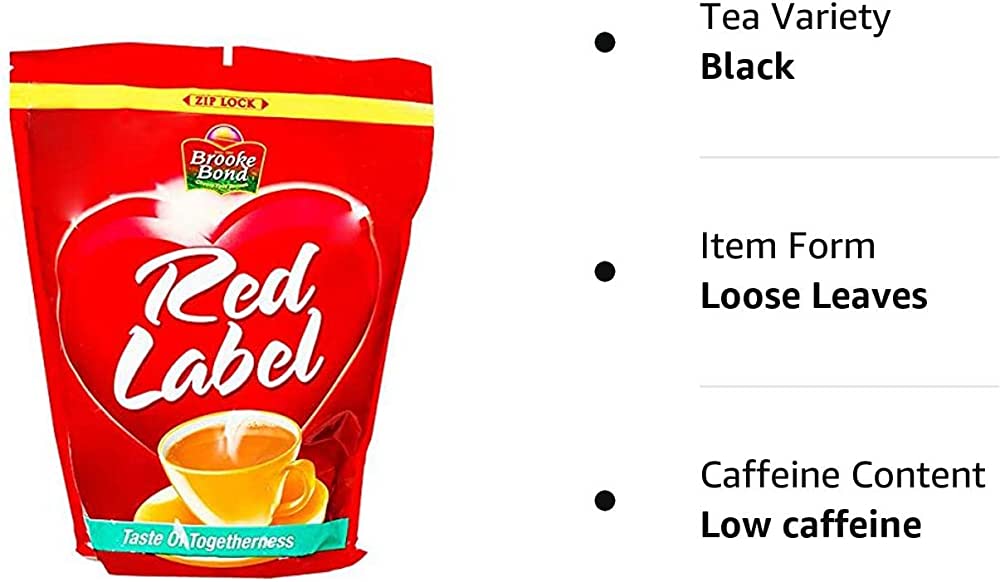 ZIP LOCK
Brooke
Bond
Red
Label
Taste Of Togetherness
Tea Variety
Black
Item Form
Loose Leaves
Caffeine Content
Low caffeine